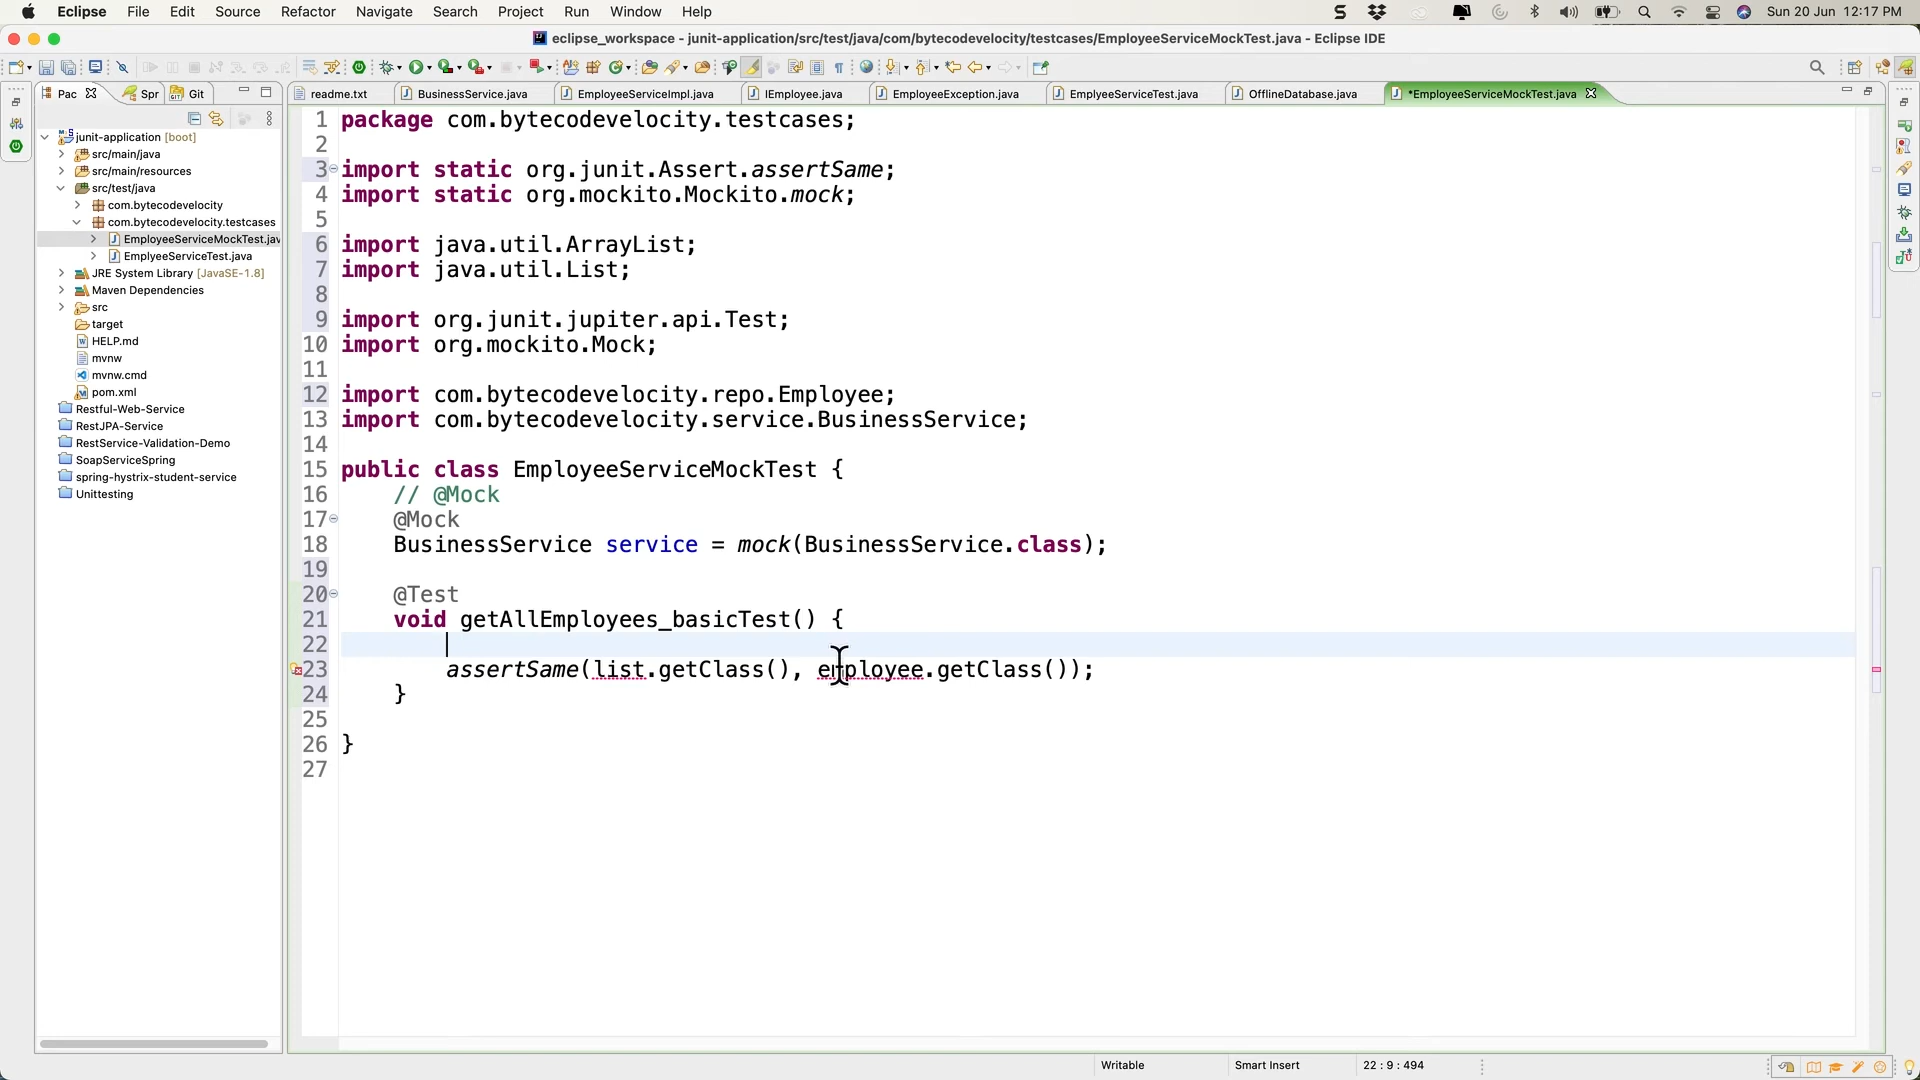 Eclipse File Edit Source Refactor Navigate Search Project Run Window Help
Sun 20 Jun 12:17 PM
eclipse_workspace - junit-application/src/test/java/com/bytecodevelocity/testcases/EmployeeServiceMockTest.java - Eclipse IDE
Pac Spr Git
readme.txt BusinessService.java EmployeeServiceImpl.java IEmployee.java EmployeeException.java EmplyeeServiceTest.java OfflineDatabase.java *EmployeeServiceMockTest.java
junit-application [boot]
src/main/java
src/main/resources
src/test/java
com.bytecodevelocity
com.bytecodevelocity.testcases
EmployeeServiceMockTest.jav
EmplyeeServiceTest.java
JRE System Library [JavaSE-1.8]
Maven Dependencies
src
target
HELP.md
mvnw
mvnw.cmd
pom.xml
Restful-Web-Service
RestJPA-Service
RestService-Validation-Demo
SoapServiceSpring
spring-hystrix-student-service
Unittesting
1 package com.bytecodevelocity.testcases;
2
3 import static org.junit.Assert.assertSame;
4 import static org.mockito.Mockito.mock;
5
6 import java.util.ArrayList;
7 import java.util.List;
8
9 import org.junit.jupiter.api.Test;
10 import org.mockito.Mock;
11
12 import com.bytecodevelocity.repo.Employee;
13 import com.bytecodevelocity.service.BusinessService;
14
15 public class EmployeeServiceMockTest {
16 // @Mock
17 @Mock
18 BusinessService service = mock(BusinessService.class);
19
20 @Test
21 void getAllEmployees_basicTest() {
22
23 assertSame(list.getClass(), employee.getClass());
24 }
25
26 }
27
Writable Smart Insert 22 : 9 : 494